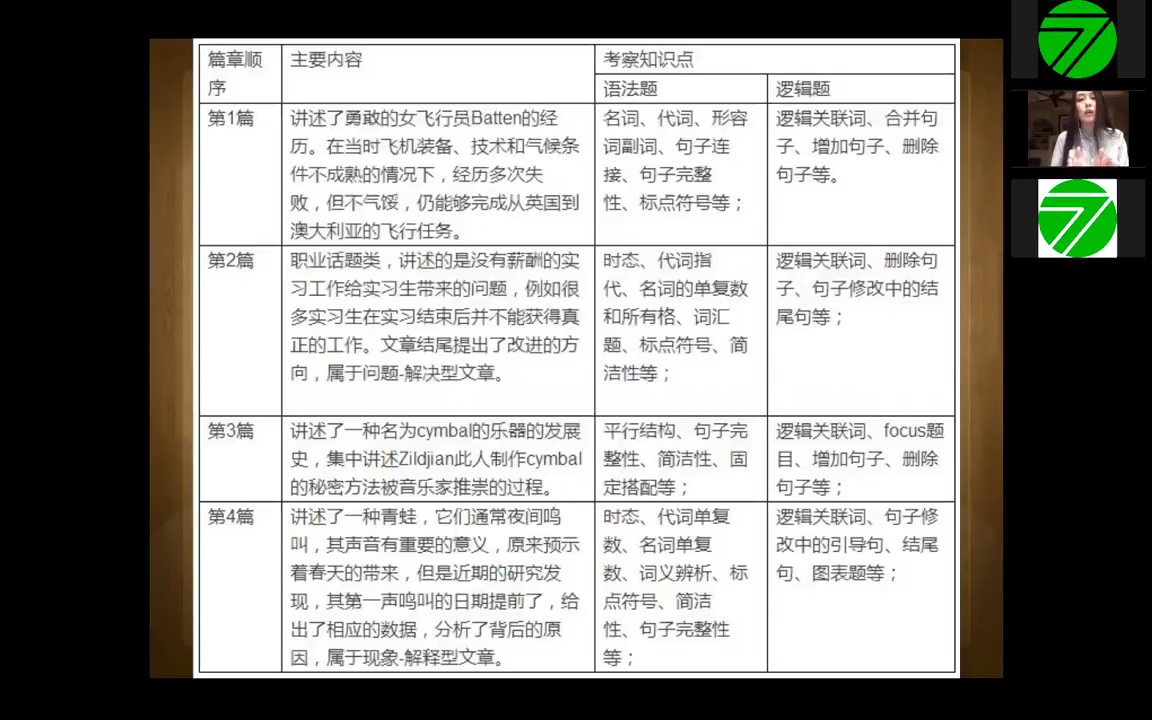 篇章顺
序
主要内容
考察知识点
语法题
逻辑题
第1篇
讲述了勇敢的女飞行员Batten的经
历。在当时飞机装备、技术和气候条
件不成熟的情况下，经历多次失
败，但不气馁，仍能够完成从英国到
澳大利亚的飞行任务。
名词、代词、形容
词副词、句子连
接、句子完整
性、标点符号等；
逻辑关联词、合并句
子、增加句子、删除
句子等。
第2篇
职业话题类，讲述的是没有薪酬的实
习工作给实习生带来的问题，例如很
多实习生在实习结束后并不能获得真
正的工作。文章结尾提出了改进的方
向，属于问题-解决型文章。
时态、代词指
代、名词的单复数
和所有格、词汇
题、标点符号、简
洁性等；
逻辑关联词、删除句
子、句子修改中的结
尾句等；
第3篇
讲述了一种名为cymbal的乐器的发展
史，集中讲述Zildjian此人制作cymbal
的秘密方法被音乐家推崇的过程。
平行结构、句子完
整性、简洁性、固
定搭配等；
逻辑关联词、focus题
目、增加句子、删除
句子等；
第4篇
讲述了一种青蛙，它们通常夜间鸣
叫，其声音有重要的意义，原来预示
着春天的带来，但是近期的研究发
现，其第一声鸣叫的日期提前了，给
出了相应的数据，分析了背后的原
因，属于现象-解释型文章。
时态、代词单复
数、名词单复
数、词义辨析、标
点符号、简洁
性、句子完整性
等；
逻辑关联词、句子修
改中的引导句、结尾
句、图表题等；